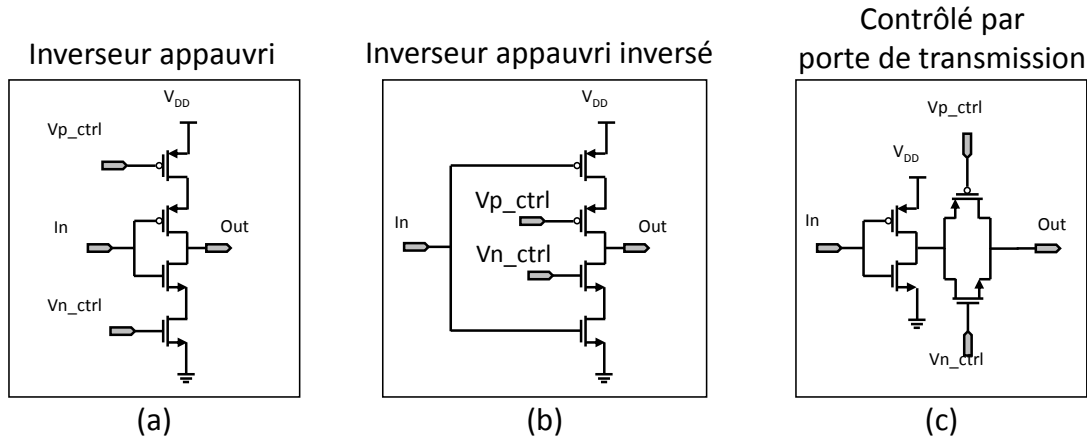 Inverseur appauvri
Inverseur appauvri inversé
Contrôlé par
porte de transmission
VDD
Vp_ctrl
In
Out
Vn_ctrl
(a)
VDD
In
Vp_ctrl
Out
Vn_ctrl
(b)
Vp_ctrl
VDD
In
Out
Vn_ctrl
(c)